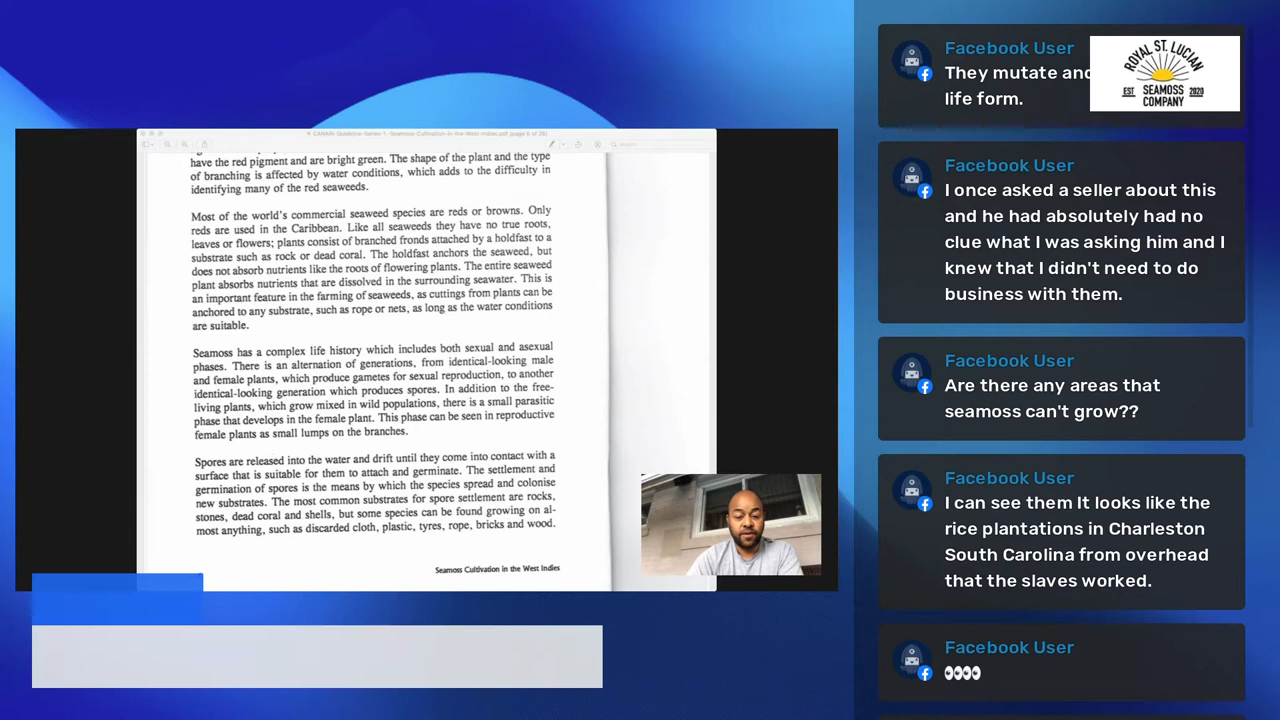 CANARI-Guideline-Series-1.-Seamoss-Cultivation-in-the-West-Indies.pdf (page 6 of 29)
Search
have the red pigment and are bright green. The shape of the plant and the type
of branching is affected by water conditions, which adds to the difficulty in
identifying many of the red seaweeds.
Most of the world's commercial seaweed species are reds or browns. Only
reds are used in the Caribbean. Like all seaweeds they have no true roots,
leaves or flowers; plants consist of branched fronds attached by a holdfast to a
substrate such as rock or dead coral. The holdfast anchors the seaweed, but
does not absorb nutrients like the roots of flowering plants. The entire seaweed
plant absorbs nutrients that are dissolved in the surrounding seawater. This is
an important feature in the farming of seaweeds, as cuttings from plants can be
anchored to any substrate, such as rope or nets, as long as the water conditions
are suitable.
Seamoss has a complex life history which includes both sexual and asexual
phases. There is an alternation of generations, from identical-looking male
and female plants, which produce gametes for sexual reproduction, to another
identical-looking generation which produces spores. In addition to the free-
living plants, which grow mixed in wild populations, there is a small parasitic
phase that develops in the female plant. This phase can be seen in reproductive
female plants as small lumps on the branches.
Spores are released into the water and drift until they come into contact with a
surface that is suitable for them to attach and germinate. The settlement and
germination of spores is the means by which the species spread and colonise
new substrates. The most common substrates for spore settlement are rocks,
stones, dead coral and shells, but some species can be found growing on al-
most anything, such as discarded cloth, plastic, tyres, rope, bricks and wood.
Seamoss Cultivation in the West Indies
Facebook User
They mutate and
life form.
ROYAL ST. LUCIAN
EST SEAMOSS 2020
COMPANY
Facebook User
I once asked a seller about this
and he had absolutely had no
clue what I was asking him and I
knew that I didn't need to do
business with them.
Facebook User
Are there any areas that
seamoss can't grow??
Facebook User
I can see them It looks like the
rice plantations in Charleston
South Carolina from overhead
that the slaves worked.
Facebook User